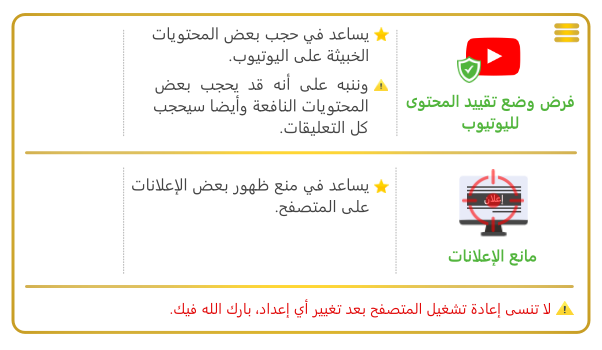 فرض وضع تقييد المحتوى
لليوتيوب
يساعد في حجب بعض المحتويات
الخبيثة على اليوتيوب.
وننبه على أنه قد يحجب بعض
المحتويات النافعة وأيضا سيحجب
كل التعليقات.
إعلان
مانع الإعلانات
يساعد في منع ظهور بعض الإعلانات
على المتصفح.
لا تنسى إعادة تشغيل المتصفح بعد تغيير أي إعداد، بارك الله فيك.